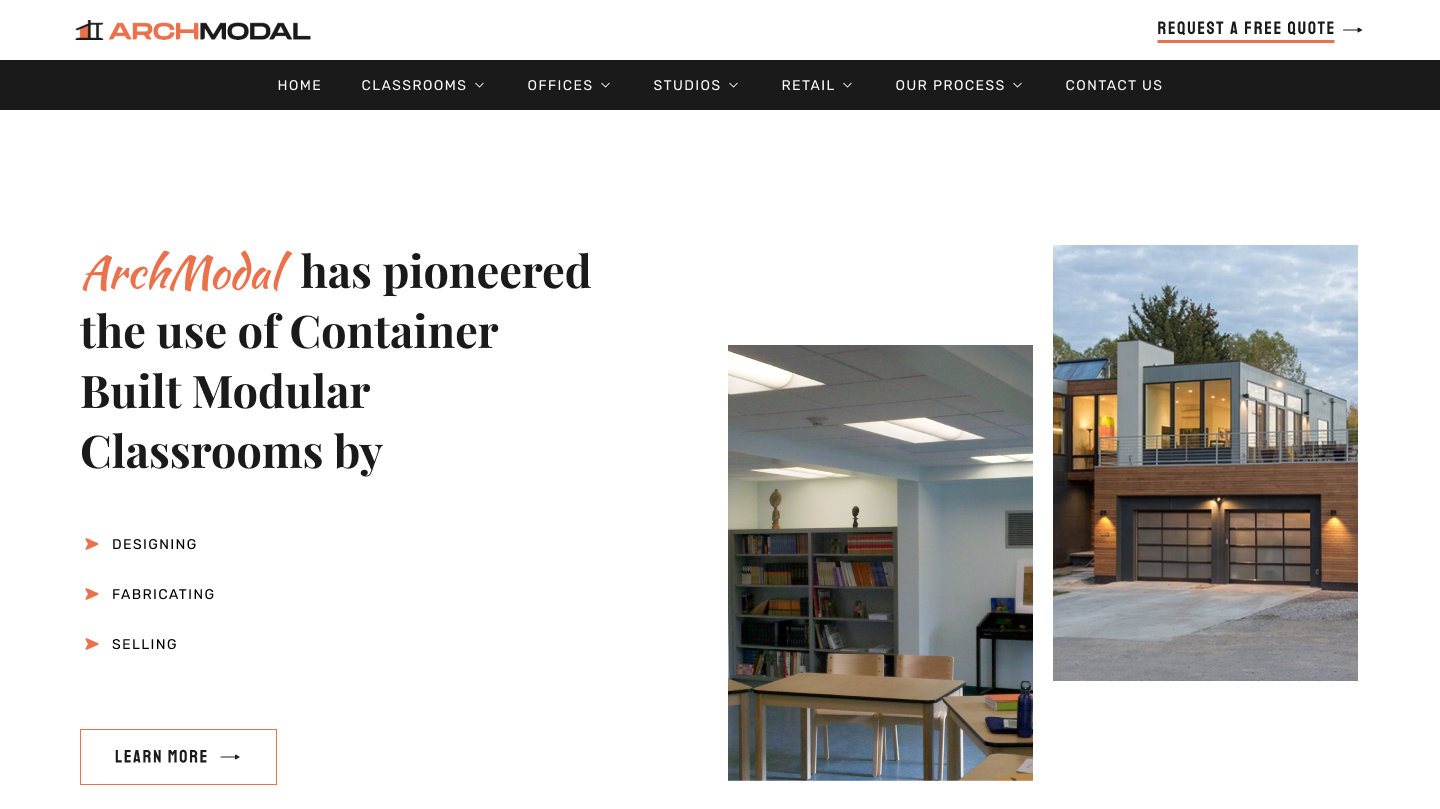 ARCHMODAL
REQUEST A FREE QUOTE
HOME CLASSROOMS OFFICES STUDIOS RETAIL OUR PROCESS CONTACT US
ArchModal has pioneered
the use of Container
Built Modular
Classrooms by
DESIGNING
FABRICATING
SELLING
LEARN MORE